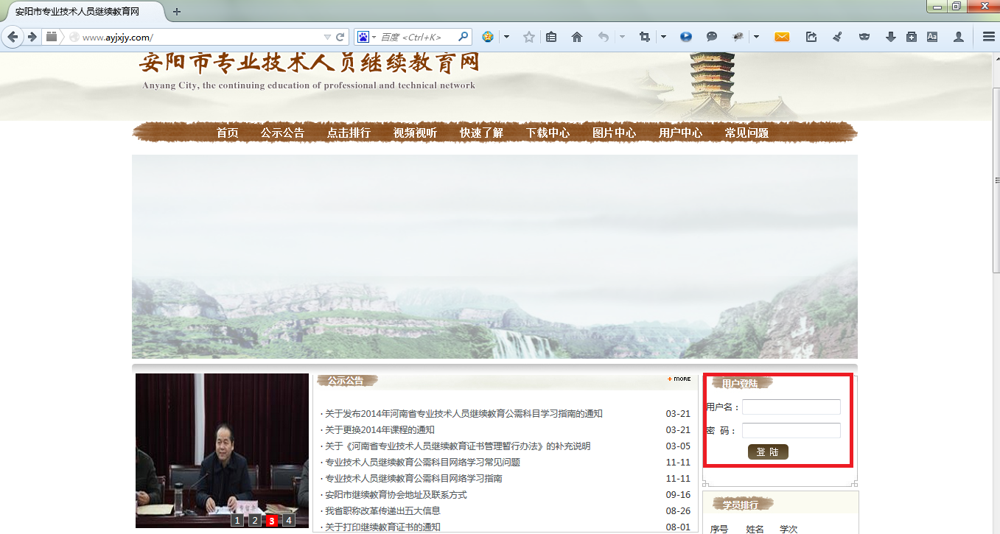 安阳市专业技术人员继续教育网
www.ayjxjy.com/
百度 <Ctrl+K>
安阳市专业技术人员继续教育网
Anyang City, the continuing education of professional and technical network
首页 公示公告 点击排行 视频视听 快速了解 下载中心 图片中心 用户中心 常见问题
公示公告 + MORE
· 关于发布2014年河南省专业技术人员继续教育公需科目学习指南的通知 03-21
· 关于更换2014年课程的通知 03-21
· 关于《河南省专业技术人员继续教育证书管理暂行办法》的补充说明 03-05
· 专业技术人员继续教育公需科目网络学习常见问题 11-11
· 专业技术人员继续教育公需科目网络学习指南 11-11
· 安阳市继续教育协会地址及联系方式 09-16
· 我省职称改革传递出五大信息 08-26
· 关于打印继续教育证书的通知 08-01
1 2 3 4
用户登陆
用户名：
密 码：
登 陆
学员排行
序号 姓名 学次